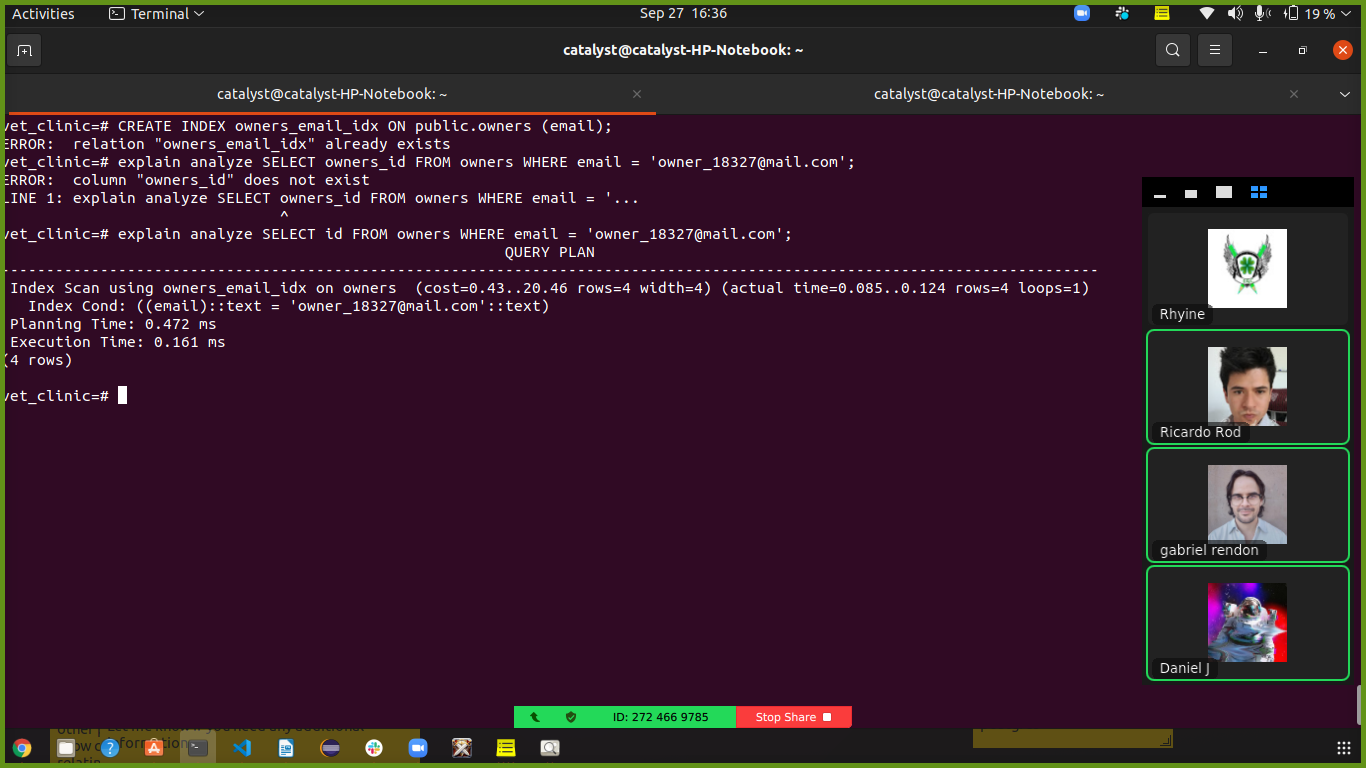 Activities
Terminal
Sep 27 16:36
19 %
catalyst@catalyst-HP-Notebook: ~
catalyst@catalyst-HP-Notebook: ~
catalyst@catalyst-HP-Notebook: ~
vet_clinic=# CREATE INDEX owners_email_idx ON public.owners (email);
ERROR:  relation "owners_email_idx" already exists
vet_clinic=# explain analyze SELECT owners_id FROM owners WHERE email = 'owner_18327@mail.com';
ERROR:  column "owners_id" does not exist
LINE 1: explain analyze SELECT owners_id FROM owners WHERE email = '...
^
vet_clinic=# explain analyze SELECT id FROM owners WHERE email = 'owner_18327@mail.com';
QUERY PLAN
--------------------------------------------------------------------------------------------------------------------------
Index Scan using owners_email_idx on owners  (cost=0.43..20.46 rows=4 width=4) (actual time=0.085..0.124 rows=4 loops=1)
Index Cond: ((email)::text = 'owner_18327@mail.com'::text)
Planning Time: 0.472 ms
Execution Time: 0.161 ms
(4 rows)
vet_clinic=#
Rhyine
Ricardo Rod
gabriel rendon
Daniel J
ID: 272 466 9785
Stop Share